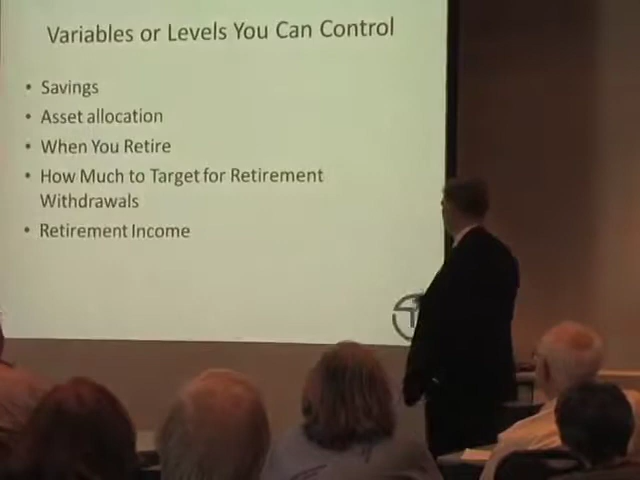 Variables or Levels You Can Control
• Savings
• Asset allocation
• When You Retire
• How Much to Target for Retirement
Withdrawals
• Retirement Income